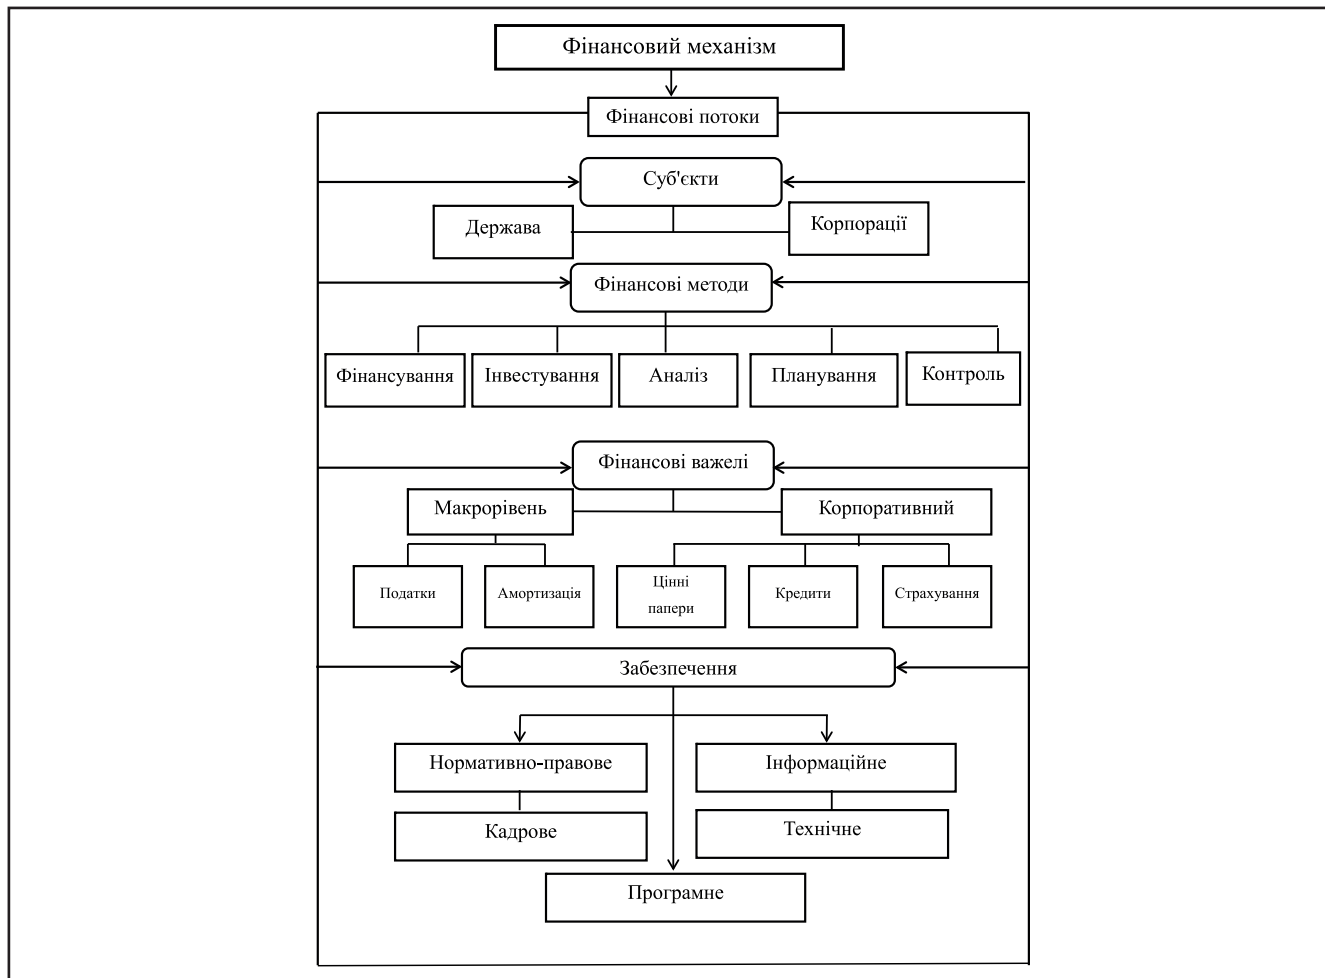 Фінансовий механізм
Фінансові потоки
Суб'єкти
Держава
Корпорації
Фінансові методи
Фінансування
Інвестування
Аналіз
Планування
Контроль
Фінансові важелі
Макрорівень
Корпоративний
Податки
Амортизація
Цінні
папери
Кредити
Страхування
Забезпечення
Нормативно-правове
Інформаційне
Кадрове
Технічне
Програмне